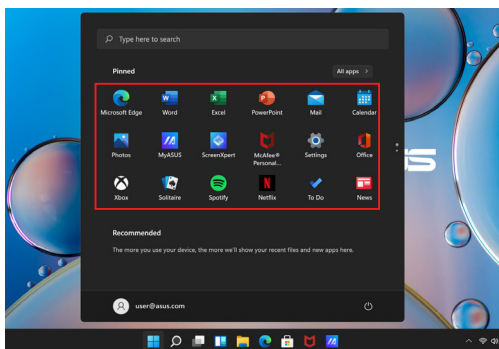 Type here to search
Pinned
All apps >
Microsoft Edge Word Excel PowerPoint Mail Calendar
Photos MyASUS ScreenXpert McAfee® Personal... Settings Office
Xbox Solitaire Spotify Netflix To Do News
Recommended
The more you use your device, the more we'll show your recent files and new apps here.
user@asus.com